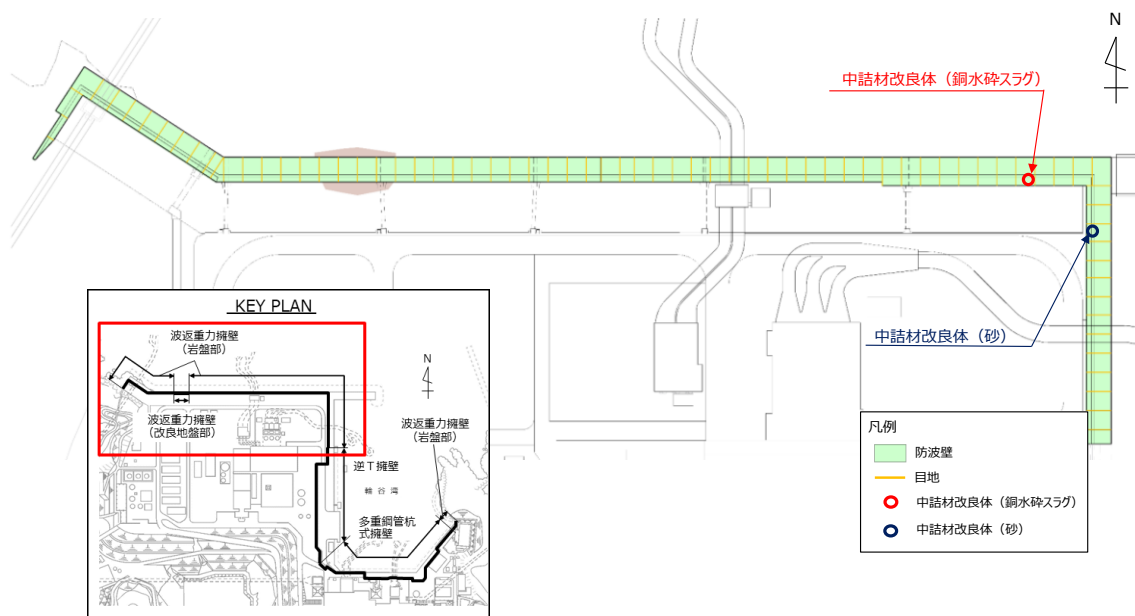 N
中詰材改良体（銅水砕スラグ）
中詰材改良体（砂）
KEY PLAN
波返重力擁壁
（岩盤部）
N
波返重力擁壁
（改良地盤部）
波返重力擁壁
（岩盤部）
逆T擁壁
輪谷湾
多重鋼管杭
式擁壁
凡例
防波壁
目地
中詰材改良体（銅水砕スラグ）
中詰材改良体（砂）